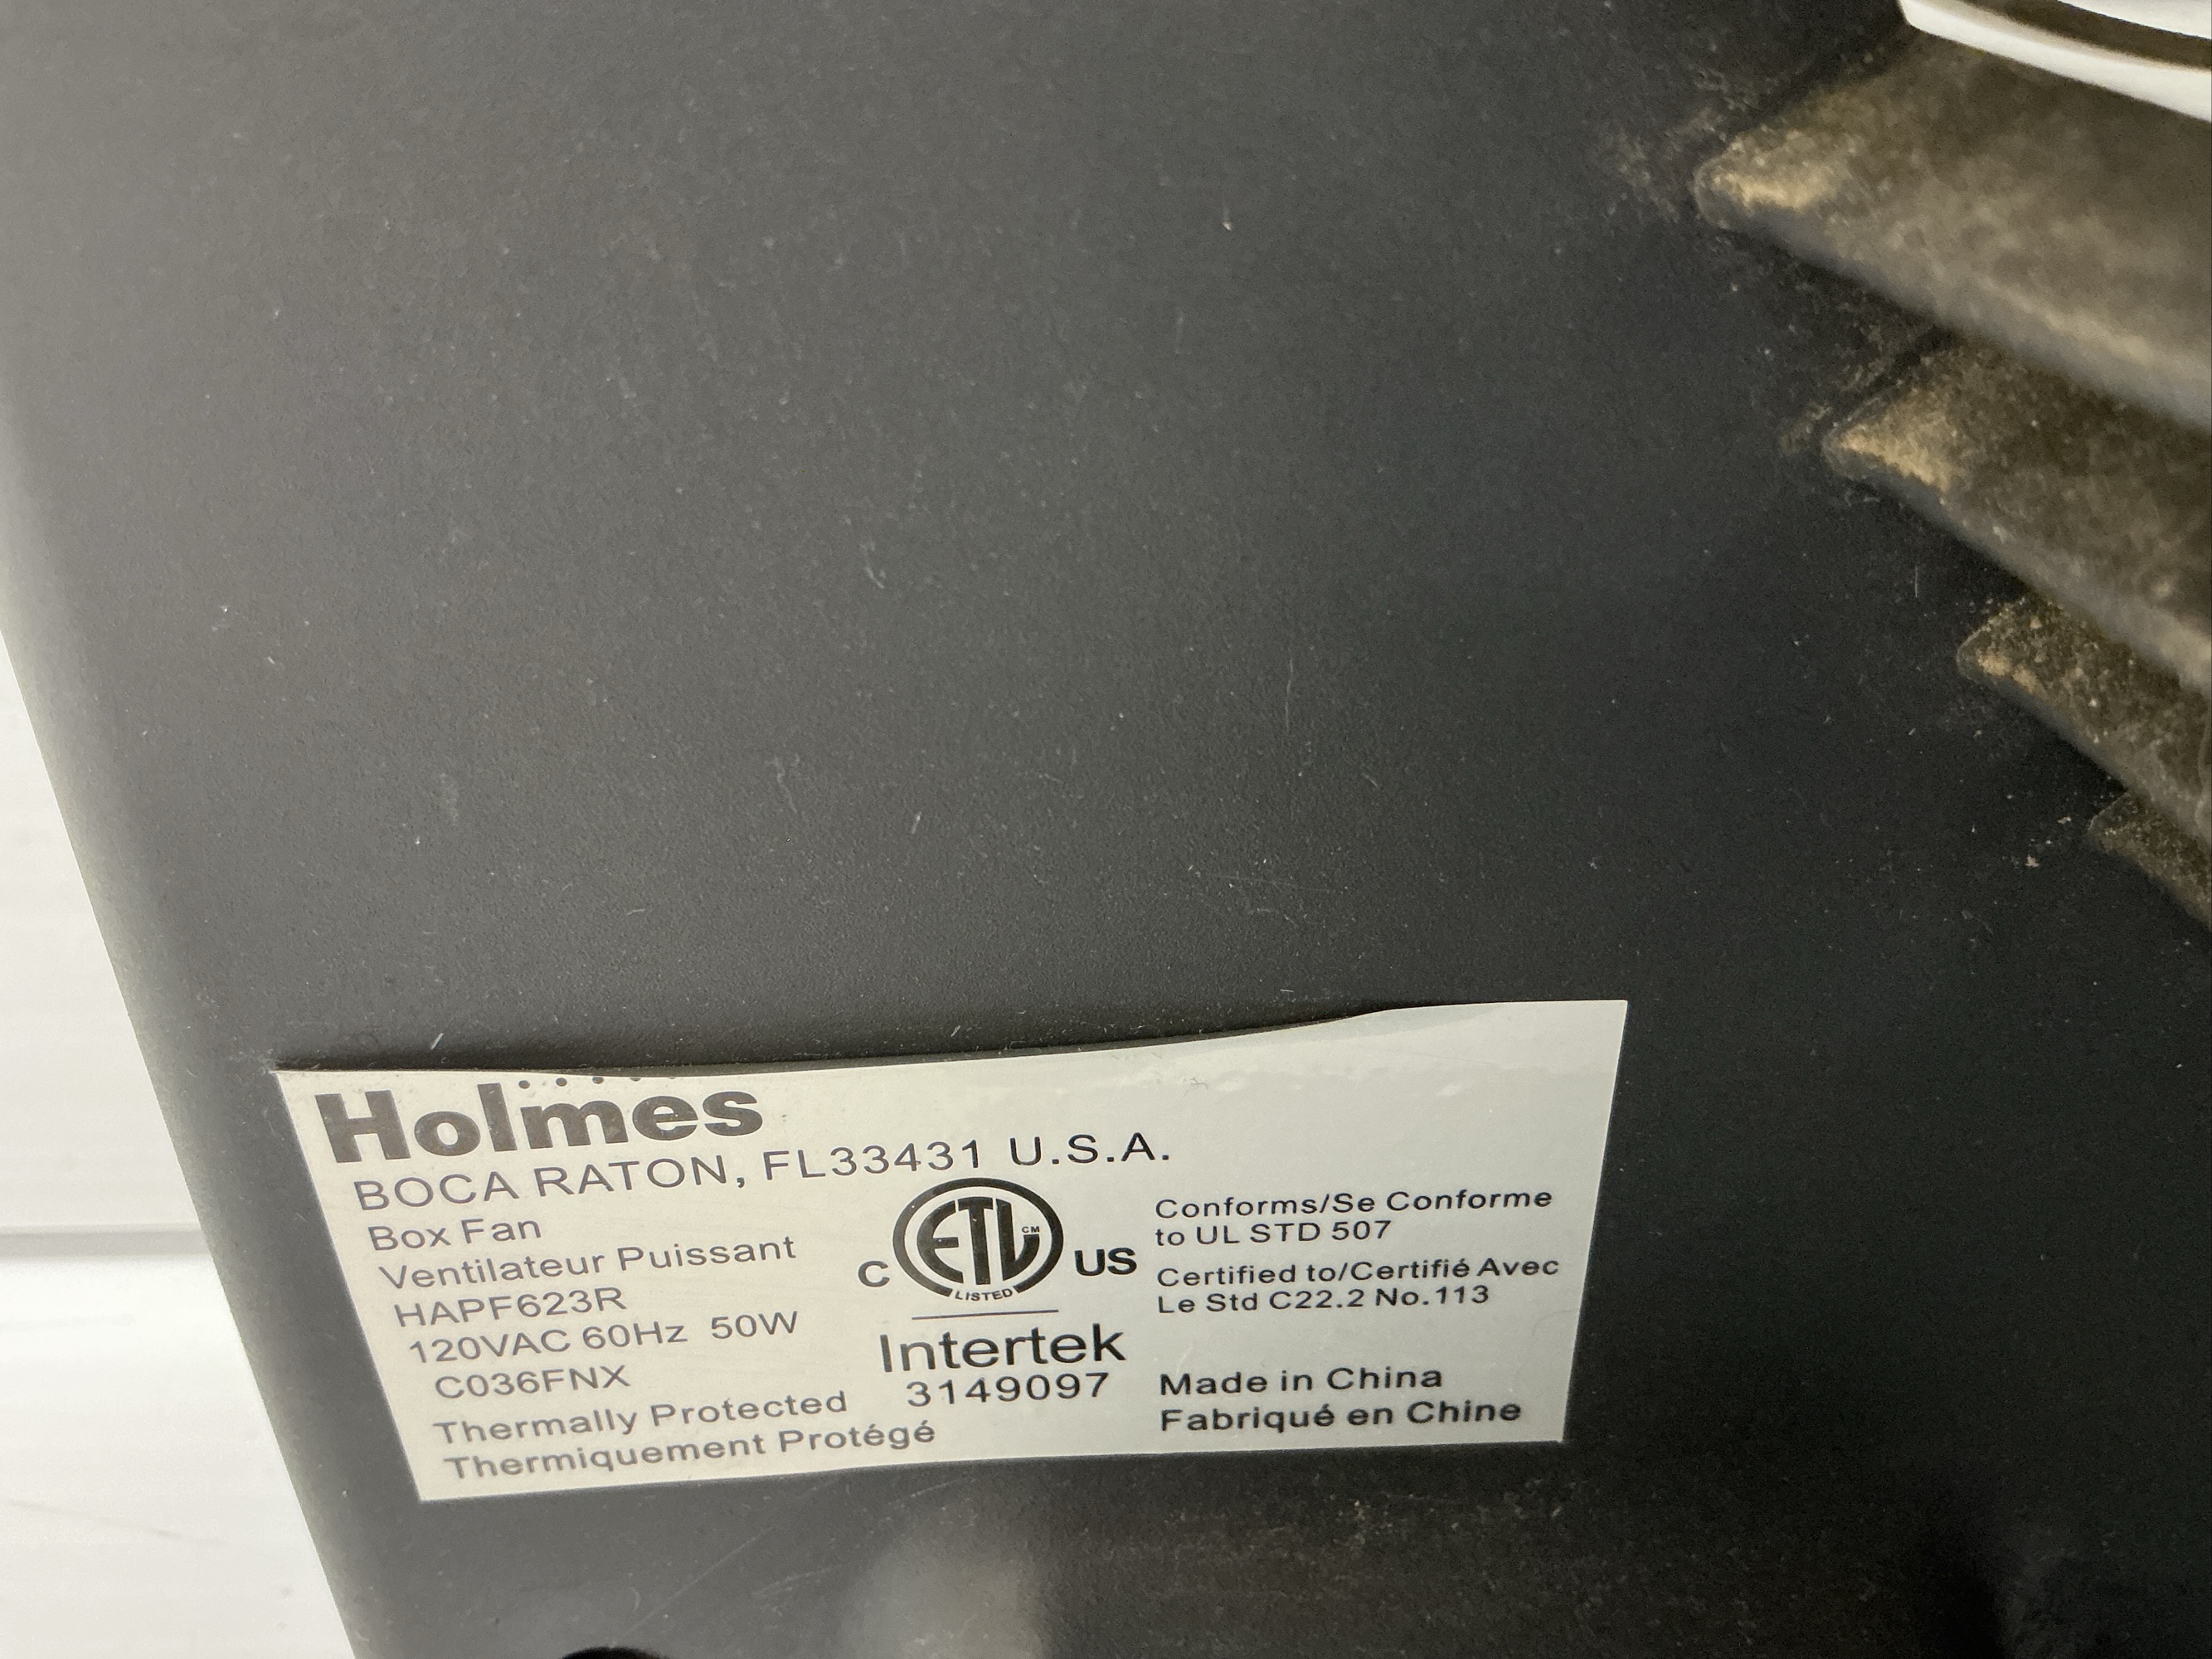 Holmes
BOCA RATON, FL33431 U.S.A.
Box Fan
Ventilateur Puissant
HAPF623R
120VAC 60Hz 50W
C036FNX
Thermally Protected
Thermiquement Protégé
C ETL CM US
LISTED
Intertek
3149097
Conforms/Se Conforme
to UL STD 507
Certified to/Certifié Avec
Le Std C22.2 No.113
Made in China
Fabriqué en Chine